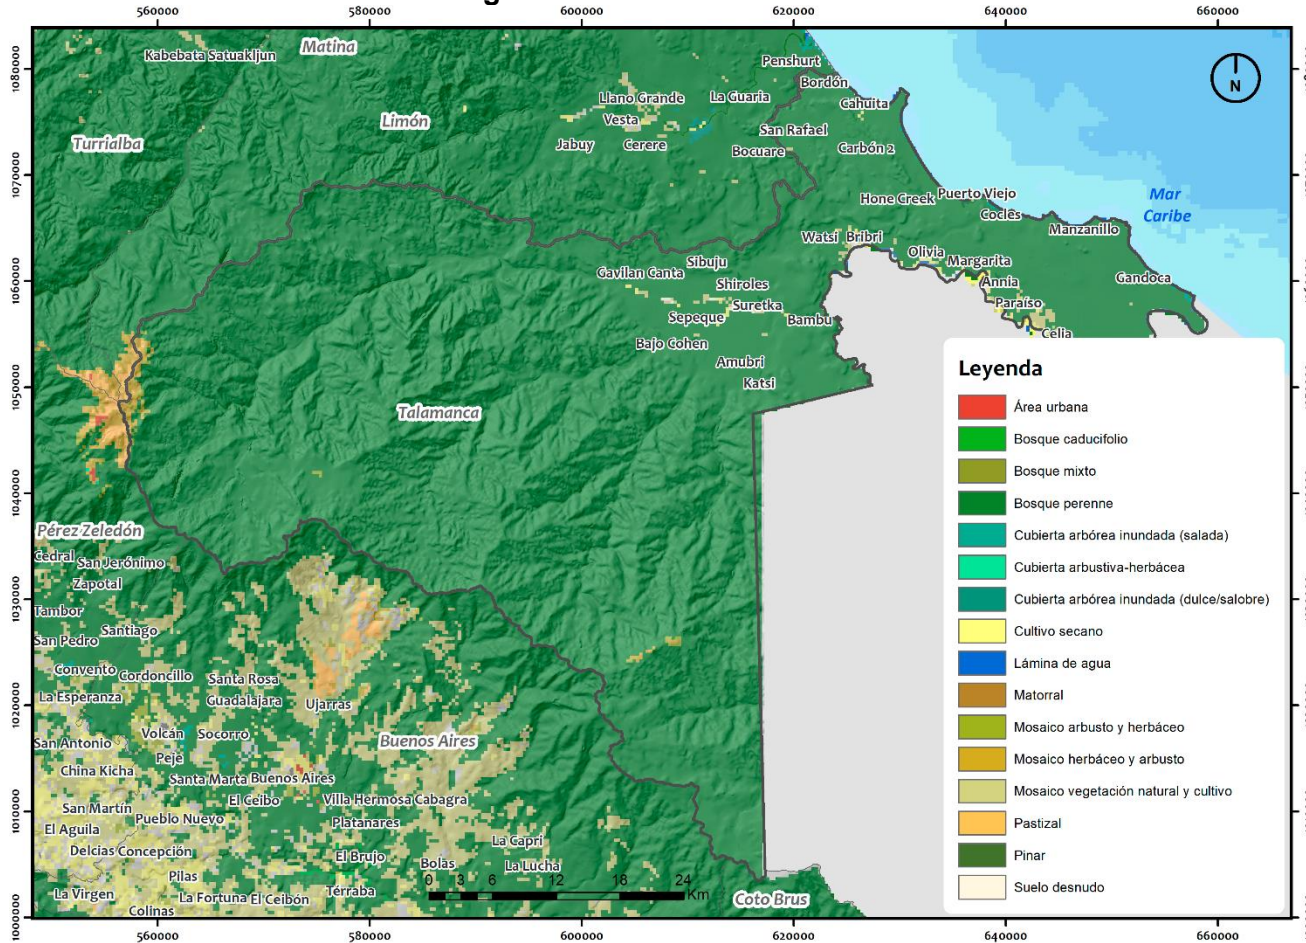 560000 580000 600000 620000 640000 660000
1080000
1070000
1060000
1050000
1040000
1030000
1020000
1010000
1000000
Matina
Kabebata Satuakljun
Penshurt
N
Bordón
Llano Grande
La Guaria
Cahuita
Limón
Vesta
San Rafael
Turrialba
Jabuy
Cerere
Bocuare
Carbón 2
Hone Creek
Puerto Viejo
Mar
Caribe
Cocles
Manzanillo
Watsi
Bribri
Olivia
Margarita
Sibuju
Gavilan Canta
Gandoca
Shiroles
Annia
Suretka
Paraíso
Sepeque
Bambu
Celia
Bajo Cohen
Amubri
Katsi
Talamanca
Pérez Zeledón
Cedral
San Jerónimo
Zapotal
Tambor
Santiago
San Pedro
Convento
Cordoncillo
Santa Rosa
La Esperanza
Guadalajara
Ujarras
Volcán
Socorro
San Antonio
Buenos Aires
Peje
China Kicha
Santa Marta
Buenos Aires
El Ceibo
Villa Hermosa
Cabagra
San Martín
Pueblo Nuevo
Platanares
El Aguila
Delcias
Concepción
La Capri
El Brujo
Bolas
La Lucha
Pilas
Térraba
La Virgen
La Fortuna
El Ceibón
Colinas
Coto Brus
0 3 6 12 18 24
Km
Leyenda
Área urbana
Bosque caducifolio
Bosque mixto
Bosque perenne
Cubierta arbórea inundada (salada)
Cubierta arbustiva-herbácea
Cubierta arbórea inundada (dulce/salobre)
Cultivo secano
Lámina de agua
Matorral
Mosaico arbusto y herbáceo
Mosaico herbáceo y arbusto
Mosaico vegetación natural y cultivo
Pastizal
Pinar
Suelo desnudo
560000 580000 600000 620000 640000 660000